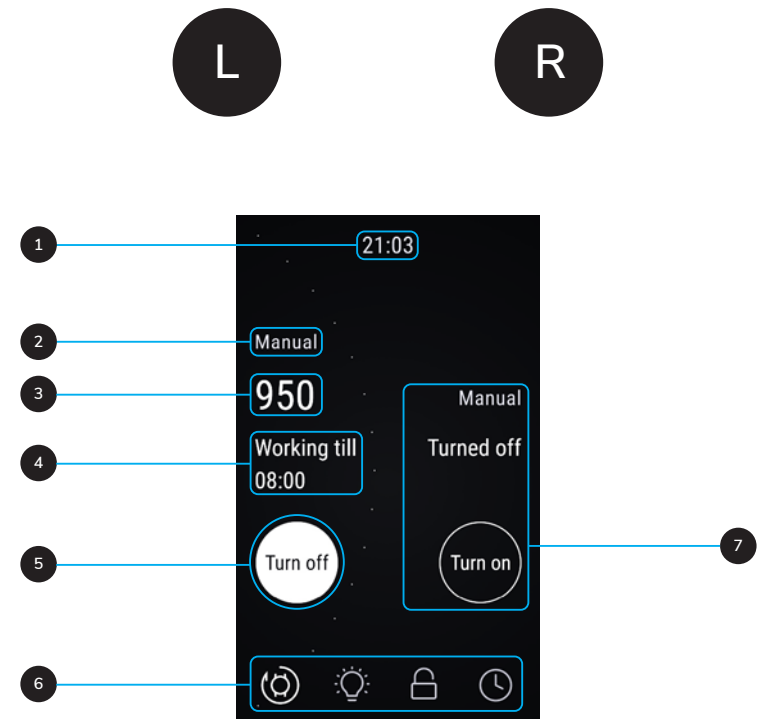 L
R
1
21:03
2
Manual
3
950
Manual
4
Working till
08:00
Turned off
5
Turn off
Turn on
7
6